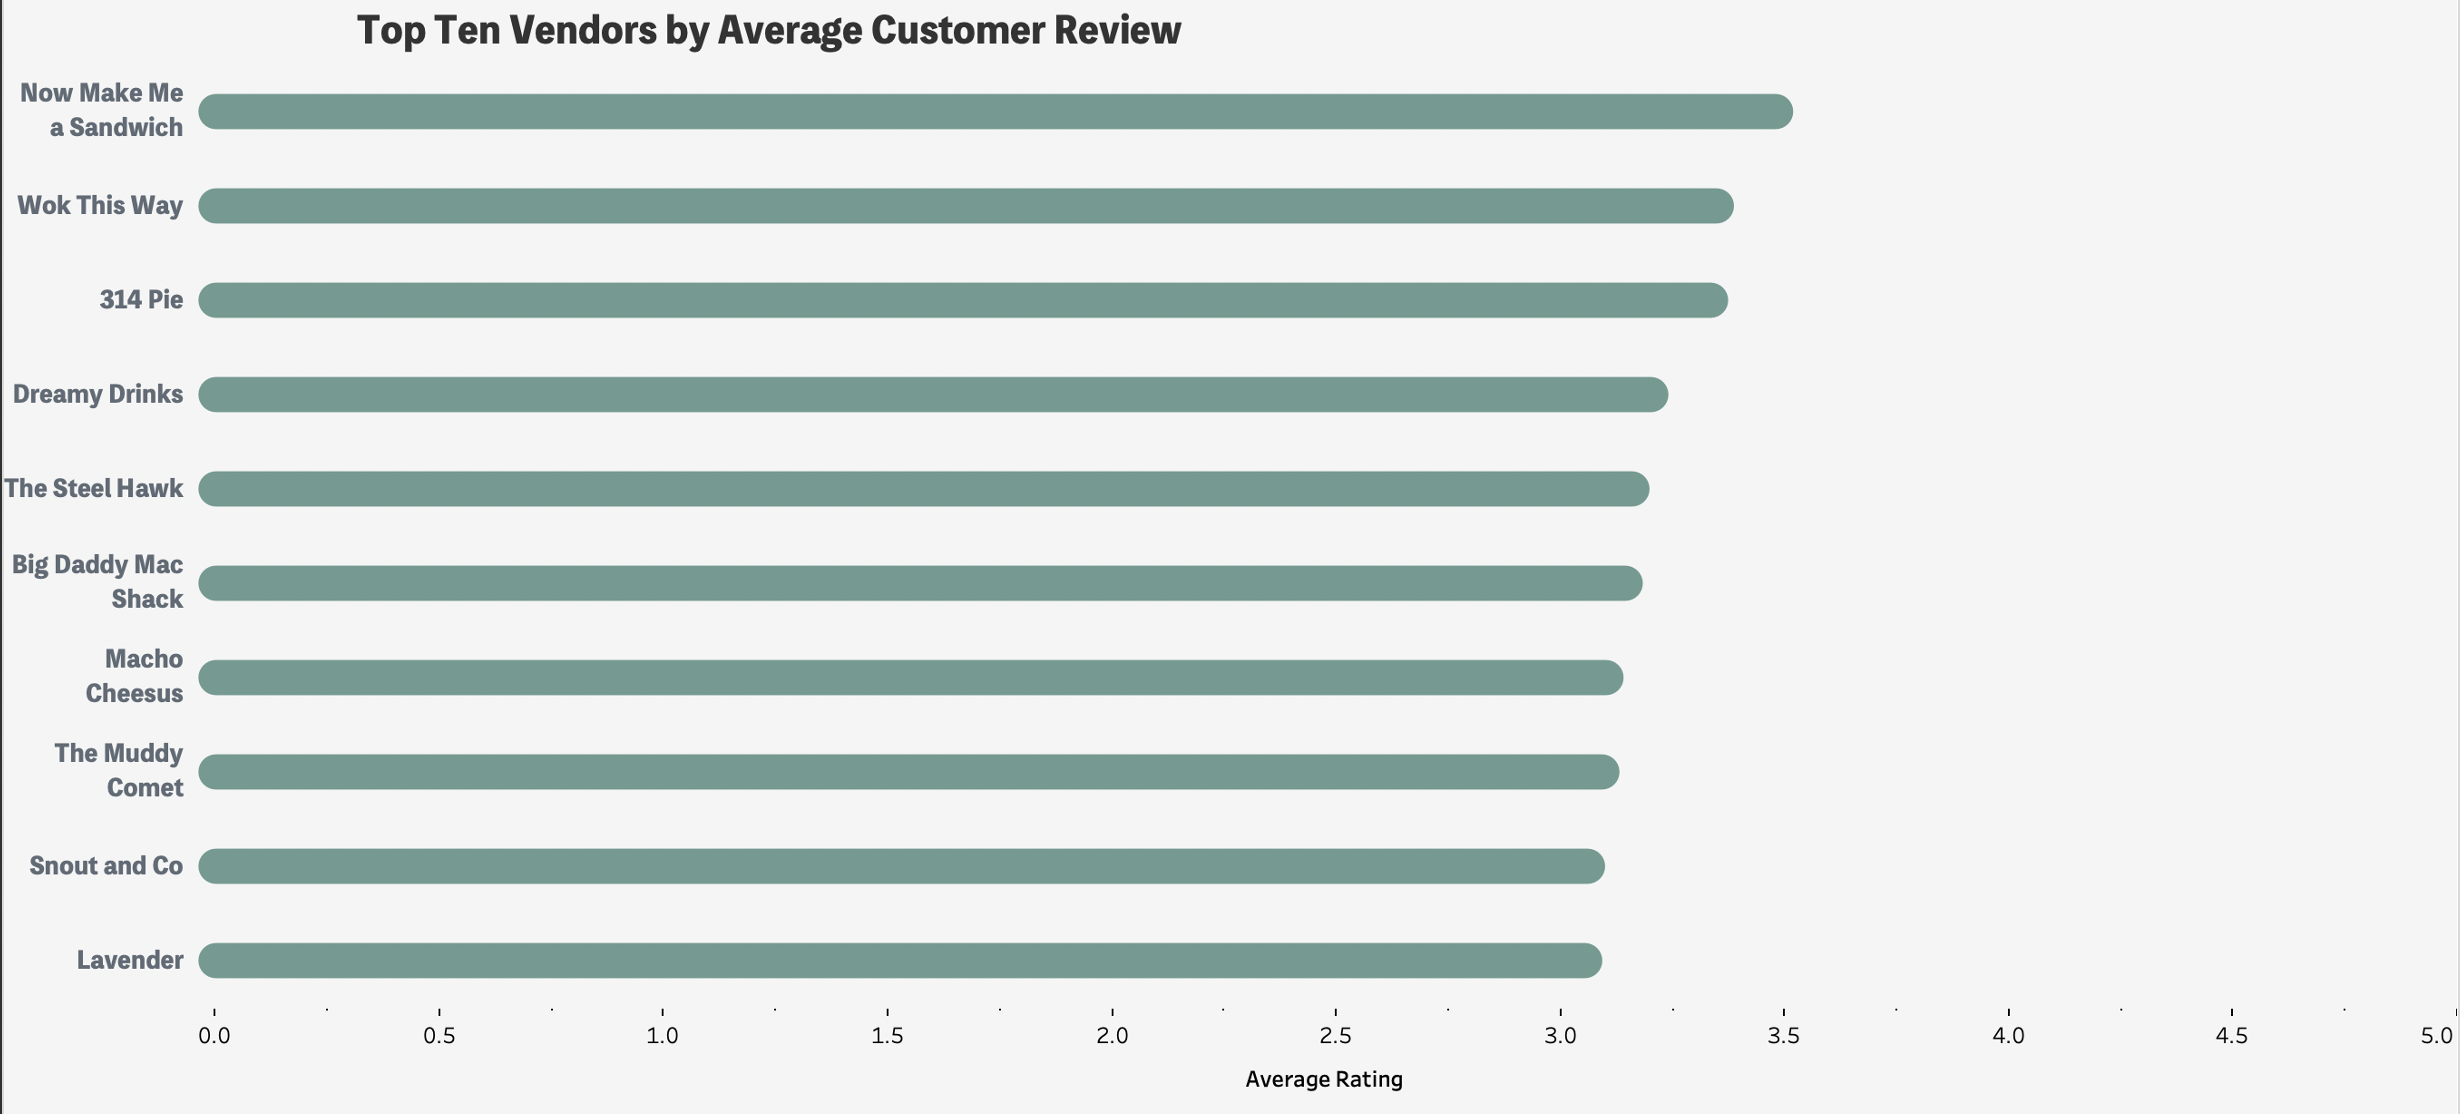 Top Ten Vendors by Average Customer Review
Now Make Me
a Sandwich
Wok This Way
314 Pie
Dreamy Drinks
The Steel Hawk
Big Daddy Mac
Shack
Macho
Cheesus
The Muddy
Comet
Snout and Co
Lavender
0.0 0.5 1.0 1.5 2.0 2.5 3.0 3.5 4.0 4.5 5.0
Average Rating